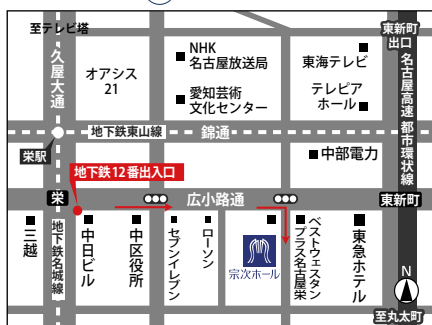 至テレビ塔
東新町
出口
久屋大通
オアシス
21
NHK
名古屋放送局
愛知芸術
文化センター
東海テレビ
テレピア
ホール
名古屋高速 都市環状線
地下鉄東山線
錦通
栄駅
中部電力
地下鉄12番出入口
栄
広小路通
東新町
三越
地下鉄名城線
中日ビル
中区役所
セブンイレブン
ローソン
宗次ホール
ベストウェスタン
プラス名古屋栄
東急ホテル
N
至丸太町